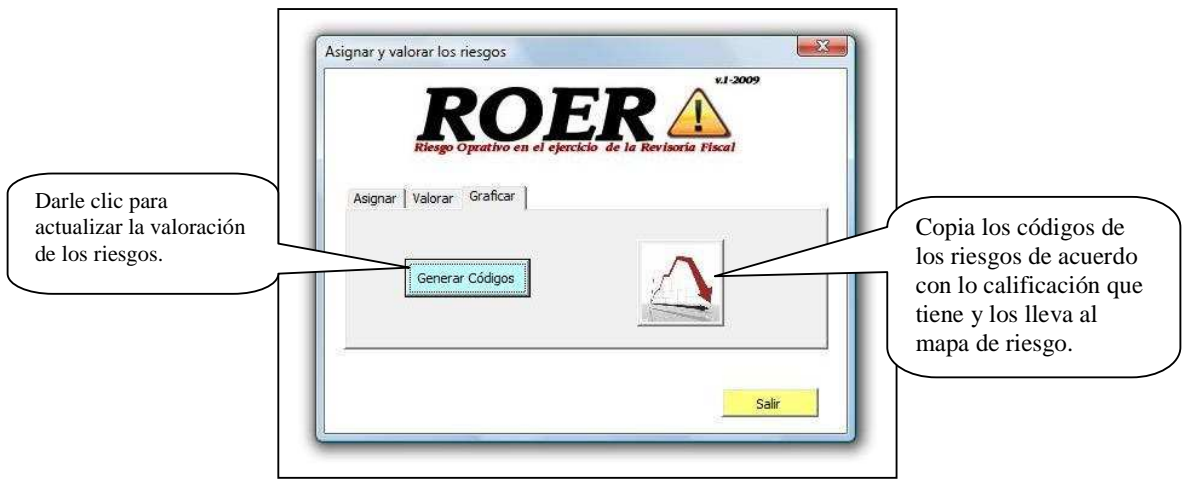 Asignar y valorar los riesgos
v.1-2009
ROER
Riesgo Oprativo en el ejercicio de la Revisoria Fiscal
Asignar
Valorar
Graficar
Darle clic para
actualizar la valoración
de los riesgos.
Generar Códigos
Copia los códigos de
los riesgos de acuerdo
con lo calificación que
tiene y los lleva al
mapa de riesgo.
Salir